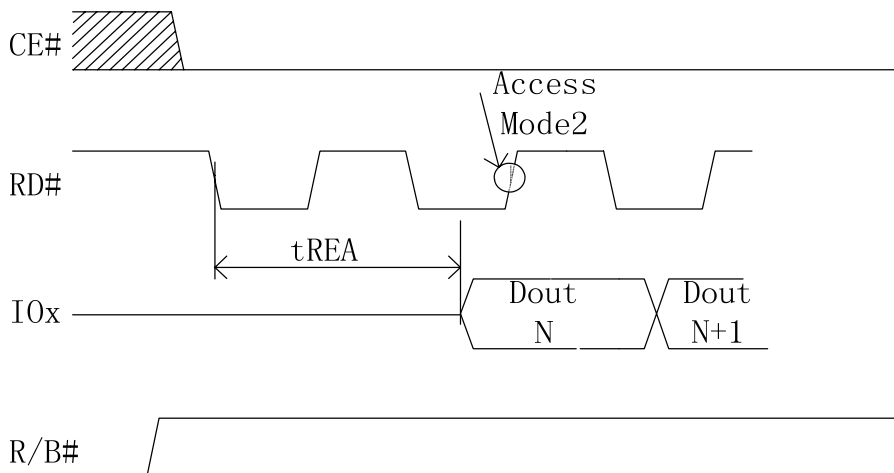 CE#
Access
Mode2
RD#
tREA
IOx
Dout
N
Dout
N+1
R/B#